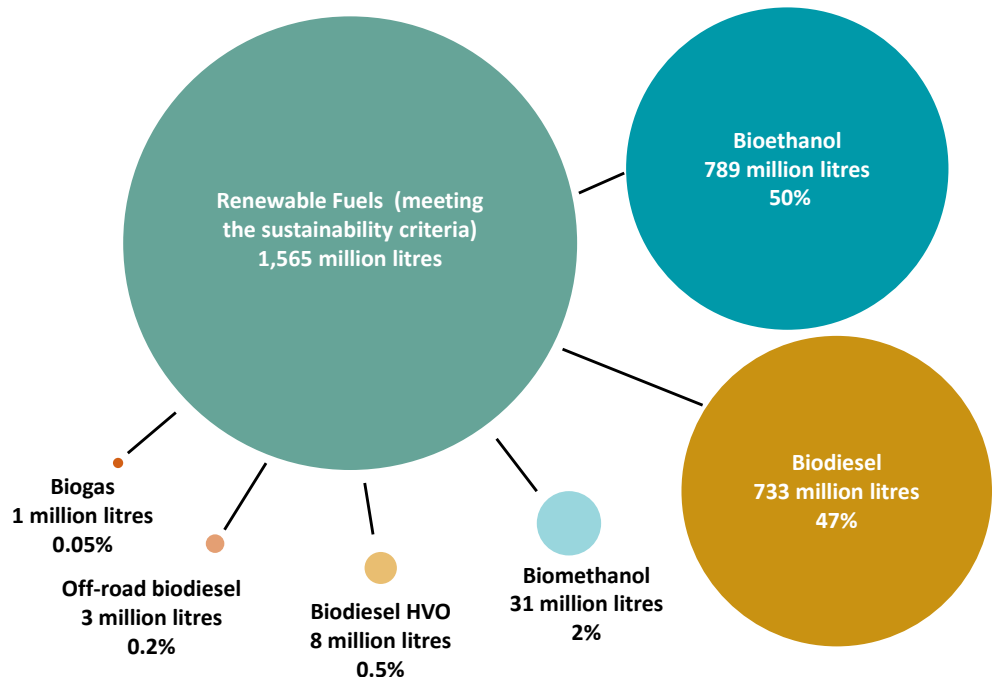 Renewable Fuels (meeting
the sustainability criteria)
1,565 million litres
Bioethanol
789 million litres
50%
Biodiesel
733 million litres
47%
Biogas
1 million litres
0.05%
Off-road biodiesel
3 million litres
0.2%
Biodiesel HVO
8 million litres
0.5%
Biomethanol
31 million litres
2%